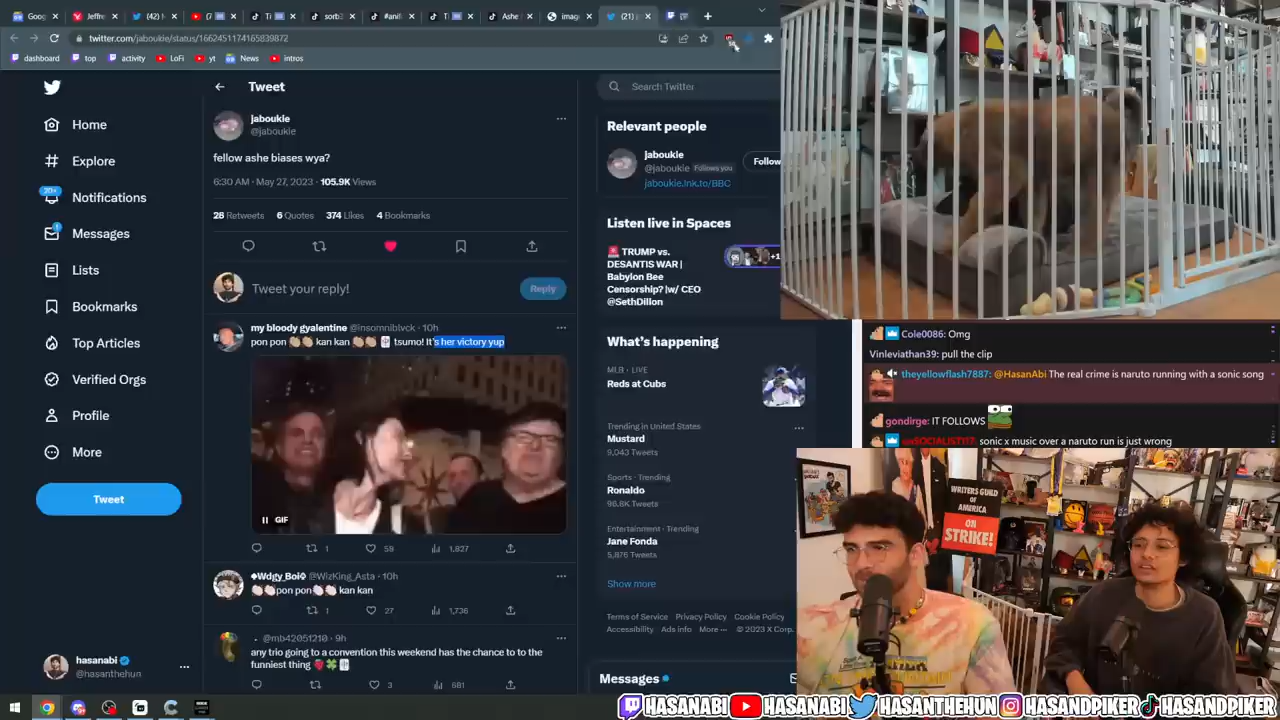 Goo
Jeffre
(42)
Ashe
image
(21) j
twitter.com/jaboukie/status/1662451174165839872
dashboard
top
activity
LoFi
yt
News
intros
Home
Explore
20+
Notifications
Messages
Lists
Bookmarks
Top Articles
Verified Orgs
Profile
More
Tweet
hasanabi
@hasanthehun
Tweet
jaboukie
@jaboukie
fellow ashe biases wya?
6:30 AM · May 27, 2023 · 105.9K Views
28 Retweets 6 Quotes 374 Likes 4 Bookmarks
Tweet your reply!
Reply
my bloody gyalentine @insomniblvck · 10h
pon pon 👏🏼👏🏼 kan kan 👏🏼👏🏼 🀄 tsumo! It's her victory yup
GIF
1
59
1,827
Wdgy_Boi @WizKing_Asta · 10h
👏🏻👏🏻pon pon👏🏻👏🏻 kan kan
1
27
1,736
@mb42051210 · 9h
any trio going to a convention this weekend has the chance to to the
funniest thing
3
681
Search Twitter
Relevant people
jaboukie
@jaboukie Follows you
Follow
jaboukie.lnk.to/BBC
Listen live in Spaces
🚨 TRUMP vs.
DESANTIS WAR |
Babylon Bee
Censorship? |w/ CEO
@SethDillon
+1
What's happening
MLB · LIVE
Reds at Cubs
Trending in United States
Mustard
9,043 Tweets
Sports · Trending
Ronaldo
96.8K Tweets
Entertainment · Trending
Jane Fonda
5,876 Tweets
Show more
Terms of Service Privacy Policy Cookie Policy
Accessibility Ads info More ··· © 2023 X Corp.
Messages
Cole0086: Omg
Vinleviathan39: pull the clip
theyellowflash7887: @HasanAbi The real crime is naruto running with a sonic song
gondirge: IT FOLLOWS
sonic x music over a naruto run is just wrong
WRITERS GUILD
OF
AMERICA
ON
STRIKE!
HASANABI HASANABI HASANTHEHUN HASANDPIKER HASANDPIKER